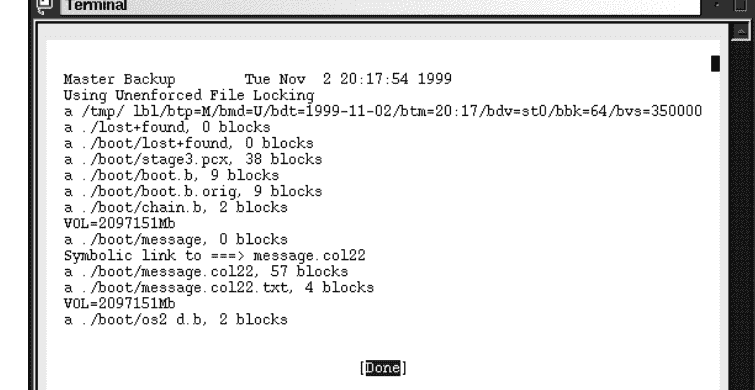 Terminal
Master Backup Tue Nov 2 20:17:54 1999
Using Unenforced File Locking
a /tmp/ lbl/btp=M/bmd=U/bdt=1999-11-02/btm=20:17/bdv=st0/bbk=64/bvs=350000
a ./lost+found, 0 blocks
a ./boot/lost+found, 0 blocks
a ./boot/stage3.pcx, 38 blocks
a ./boot/boot.b, 9 blocks
a ./boot/boot.b.orig, 9 blocks
a ./boot/chain.b, 2 blocks
VOL=2097151Mb
a ./boot/message, 0 blocks
Symbolic link to ===> message.col22
a ./boot/message.col22, 57 blocks
a ./boot/message.col22.txt, 4 blocks
VOL=2097151Mb
a ./boot/os2 d.b, 2 blocks
[Done]